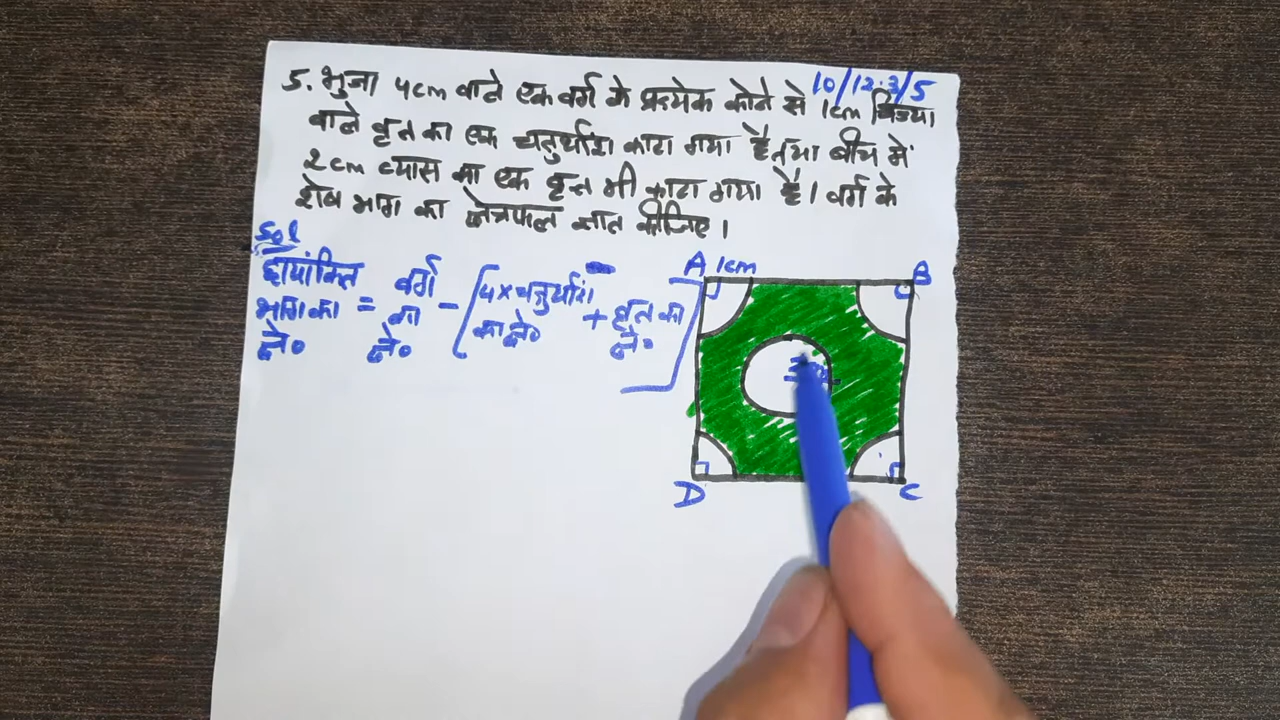 10/12.3/5
5. भुजा 4cm वाले एक वर्ग के प्रत्येक कोने से 1cm त्रिज्या
वाले वृत्त का एक चतुर्थांश काटा गया है तथा बीच में
2cm व्यास का एक वृत्त भी काटा गया है। वर्ग के
शेष भाग का क्षेत्रफल ज्ञात कीजिए।
Sol
छायांकित भाग का क्षे० = वर्ग का क्षे० - [4 × चतुर्थांश का क्षे० + वृत्त का क्षे०]
A 1cm B
D C